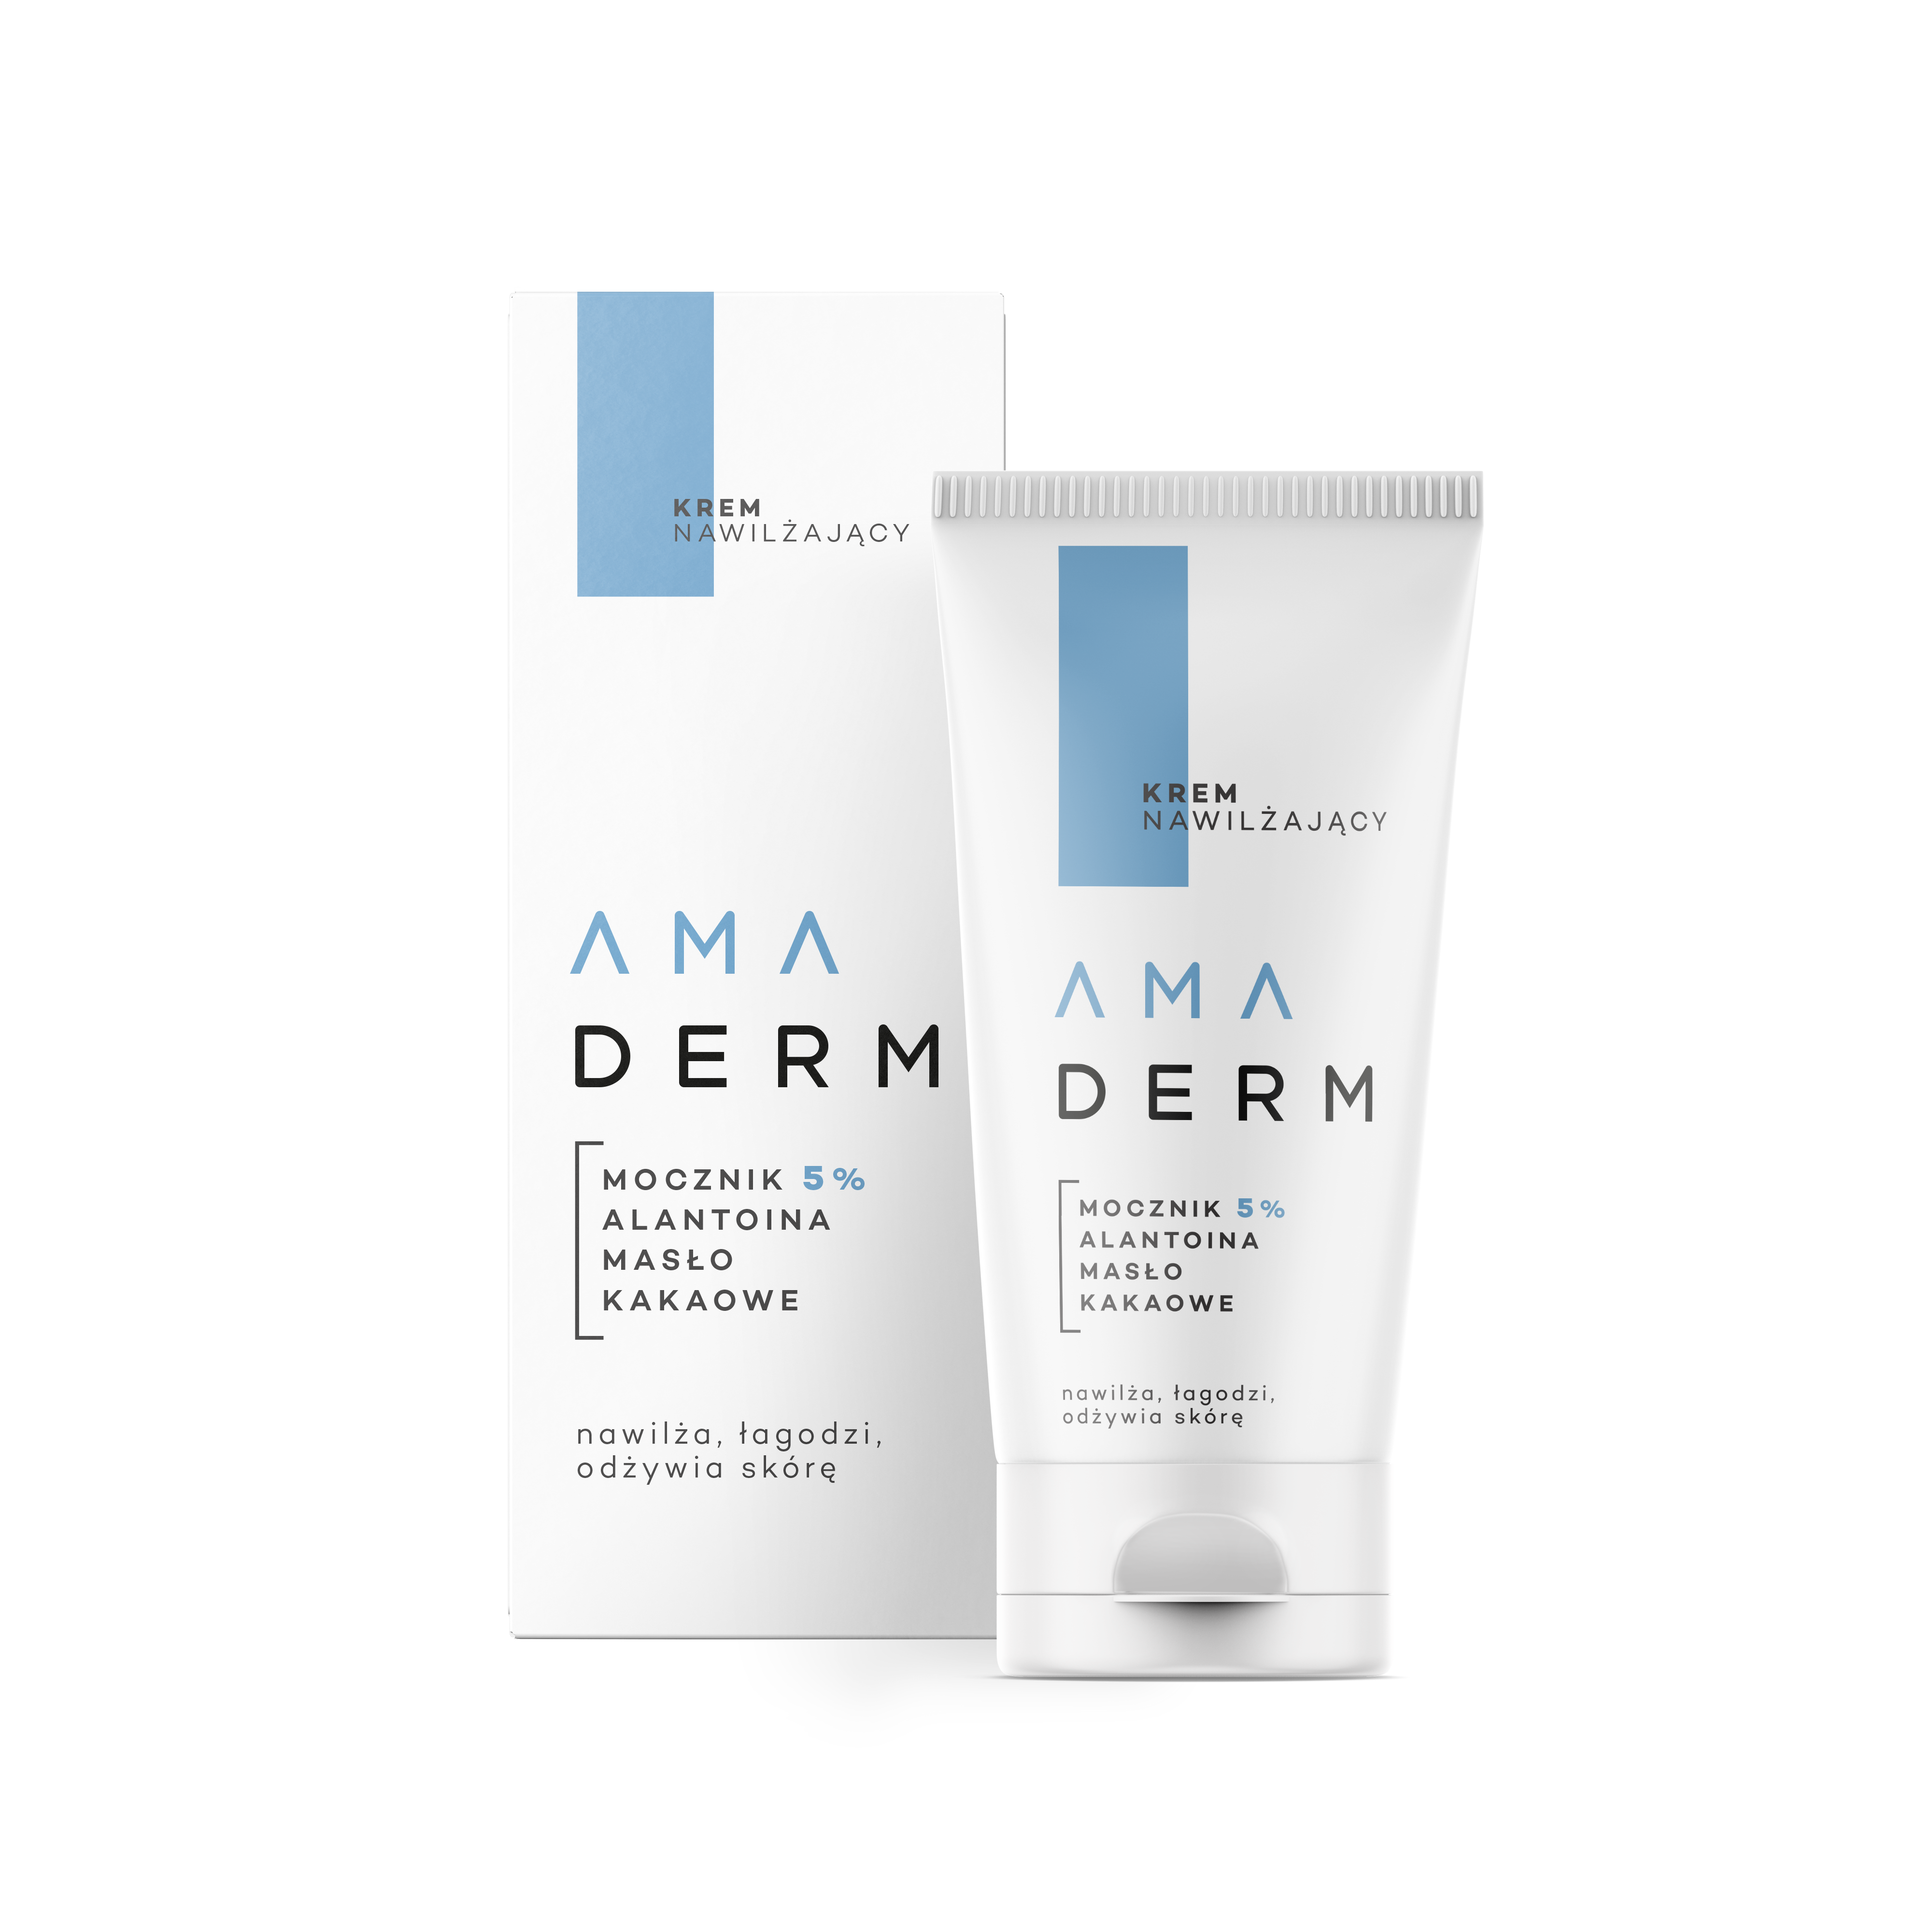 KREM
NAWILŻAJĄCY
AMA
DERM
MOCZNIK 5%
ALANTOINA
MASŁO
KAKAOWE
nawilża, łagodzi,
odżywia skórę
KREM
NAWILŻAJĄCY
AMA
DERM
MOCZNIK 5%
ALANTOINA
MASŁO
KAKAOWE
nawilża, łagodzi,
odżywia skórę